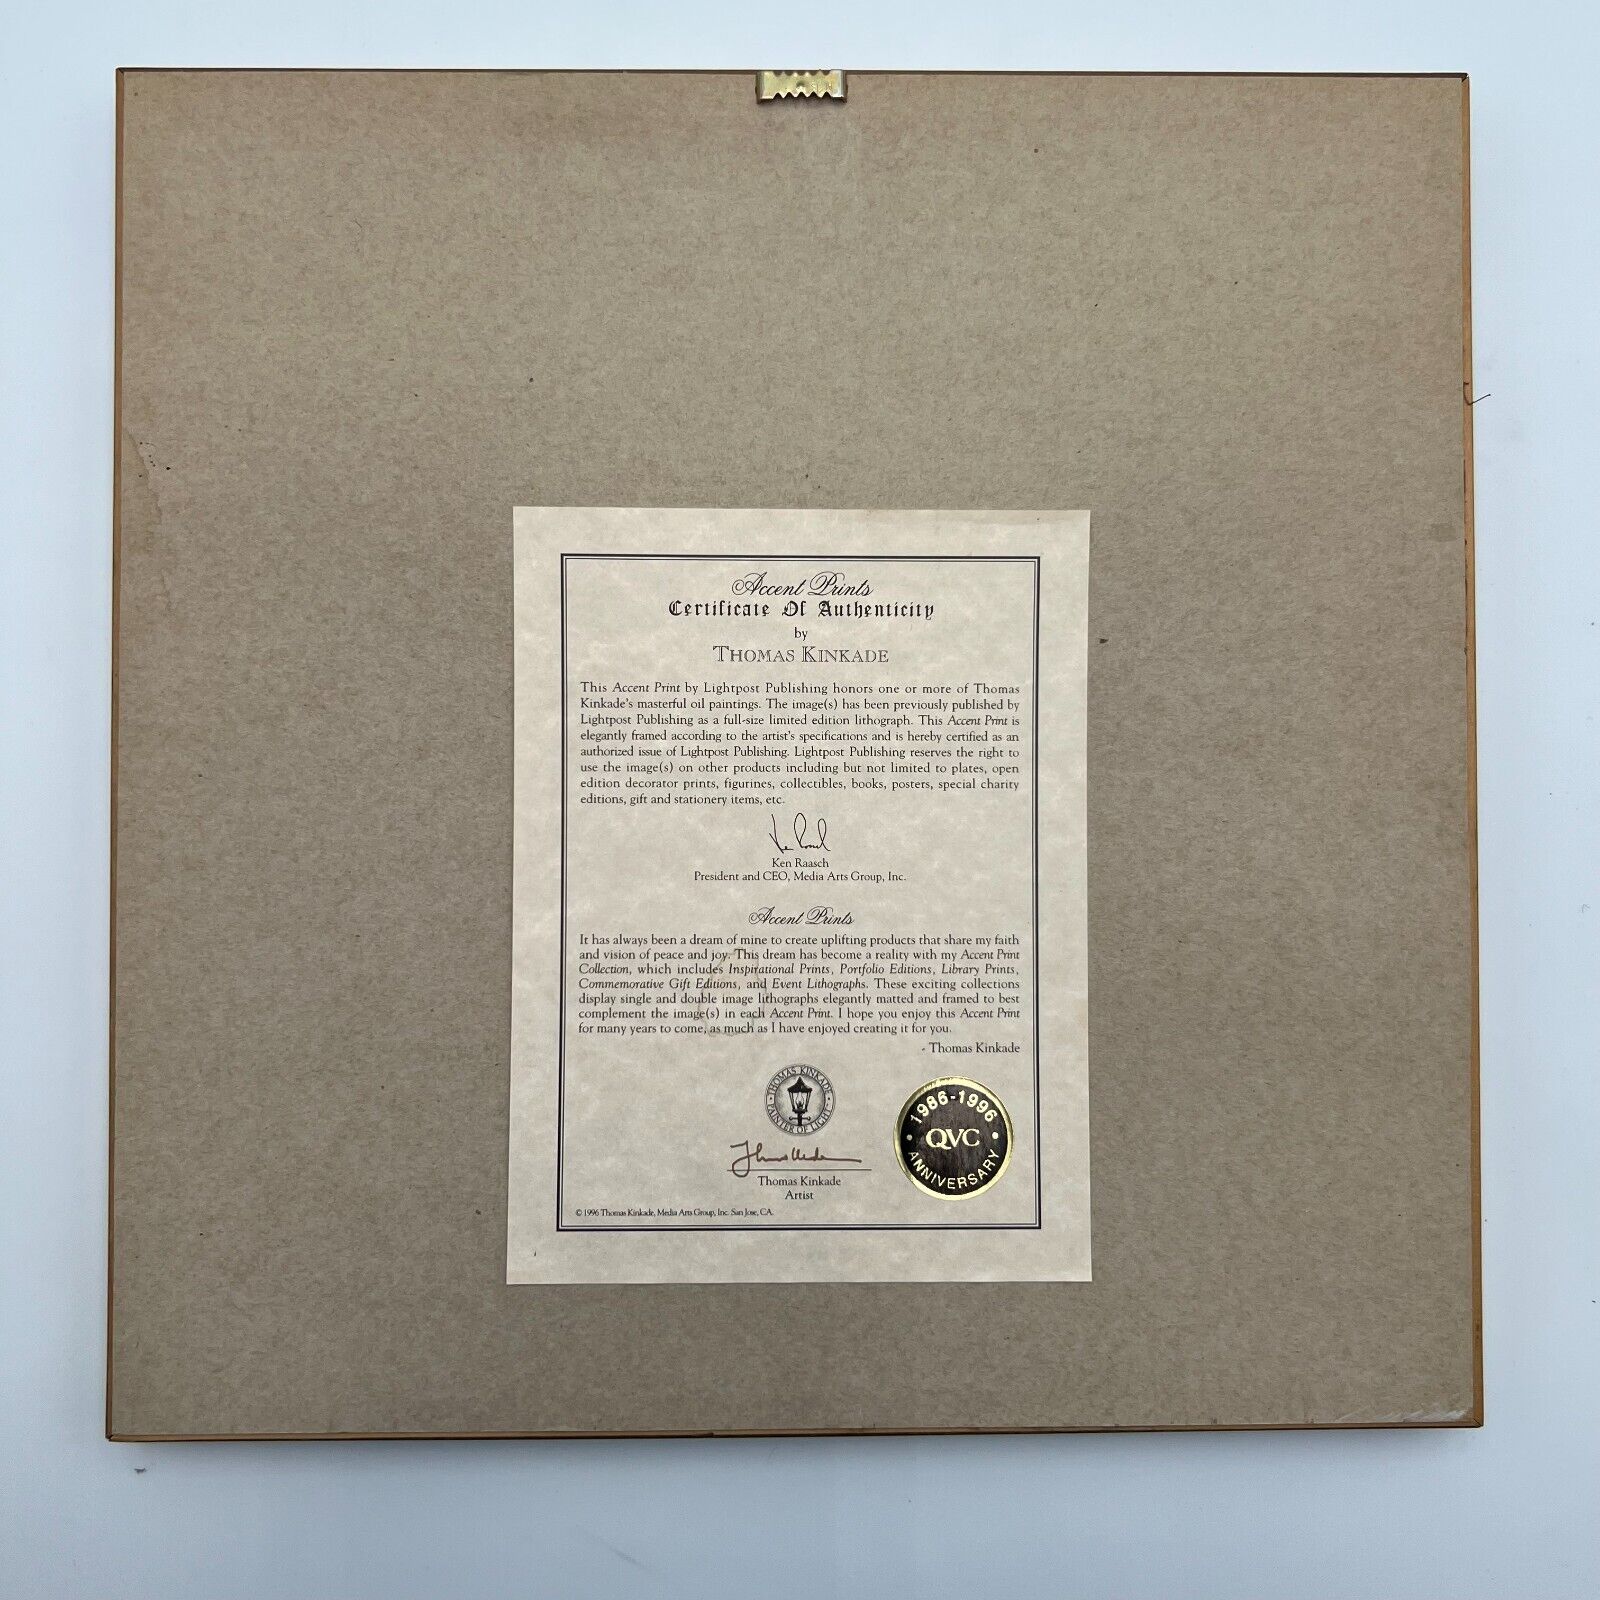 Accent Prints
Certificate Of Authenticity
by
THOMAS KINKADE
This Accent Print by Lightpost Publishing honors one or more of Thomas
Kinkade's masterful oil paintings. The image(s) has been previously published by
Lightpost Publishing as a full-size limited edition lithograph. This Accent Print is
elegantly framed according to the artist's specifications and is hereby certified as an
authorized issue of Lightpost Publishing. Lightpost Publishing reserves the right to
use the image(s) on other products including but not limited to plates, open
edition decorator prints, figurines, collectibles, books, posters, special charity
editions, gift and stationery items, etc.
Ken Raasch
President and CEO, Media Arts Group, Inc.
Accent Prints
It has always been a dream of mine to create uplifting products that share my faith
and vision of peace and joy. This dream has become a reality with my Accent Print
Collection, which includes Inspirational Prints, Portfolio Editions, Library Prints,
Commemorative Gift Editions, and Event Lithographs. These exciting collections
display single and double image lithographs elegantly matted and framed to best
complement the image(s) in each Accent Print. I hope you enjoy this Accent Print
for many years to come, as much as I have enjoyed creating it for you.
- Thomas Kinkade
THOMAS KINKADE
• PAINTER OF LIGHT •
1986-1996
• QVC •
ANNIVERSARY
Thomas Kinkade
Artist
© 1996 Thomas Kinkade, Media Arts Group, Inc. San Jose, CA.